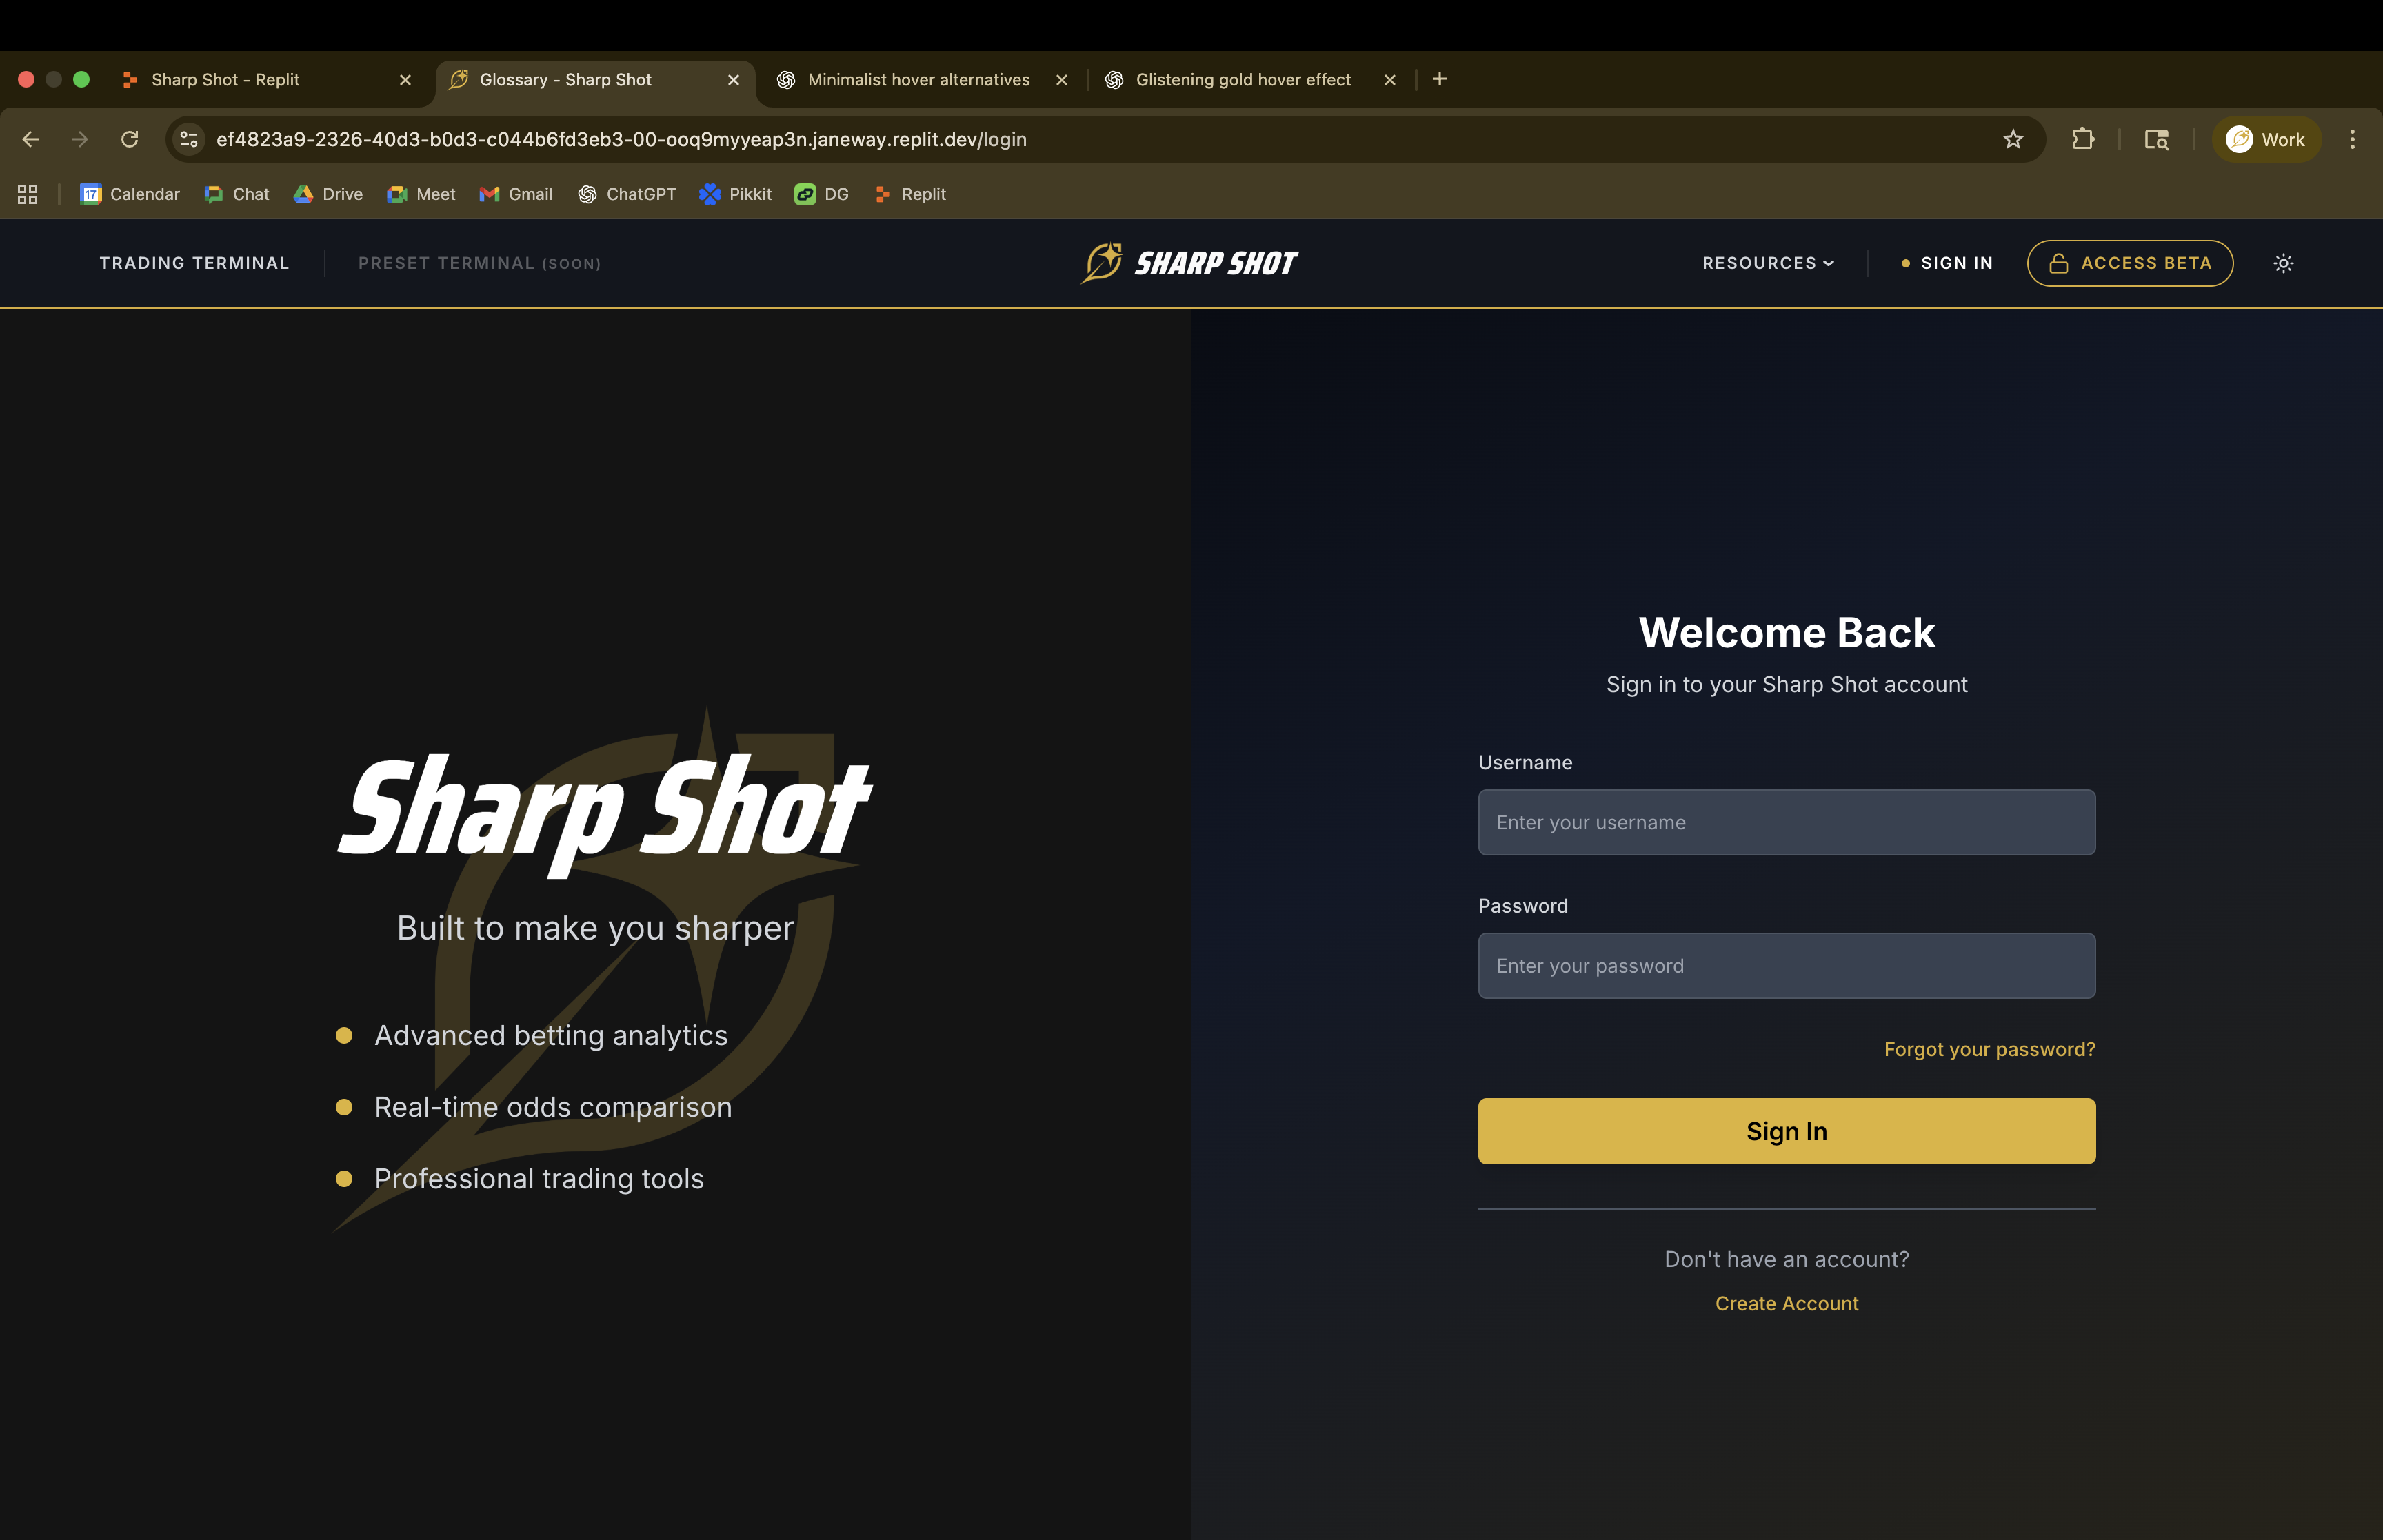 Sharp Shot - Replit
Glossary - Sharp Shot
Minimalist hover alternatives
Glistening gold hover effect
ef4823a9-2326-40d3-b0d3-c044b6fd3eb3-00-ooq9myyeap3n.janeway.replit.dev/login
Work
17 Calendar Chat Drive Meet Gmail ChatGPT Pikkit DG Replit
TRADING TERMINAL
PRESET TERMINAL (SOON)
SHARP SHOT
RESOURCES
SIGN IN
ACCESS BETA
Sharp Shot
Built to make you sharper
Advanced betting analytics
Real-time odds comparison
Professional trading tools
Welcome Back
Sign in to your Sharp Shot account
Username
Enter your username
Password
Enter your password
Forgot your password?
Sign In
Don't have an account?
Create Account